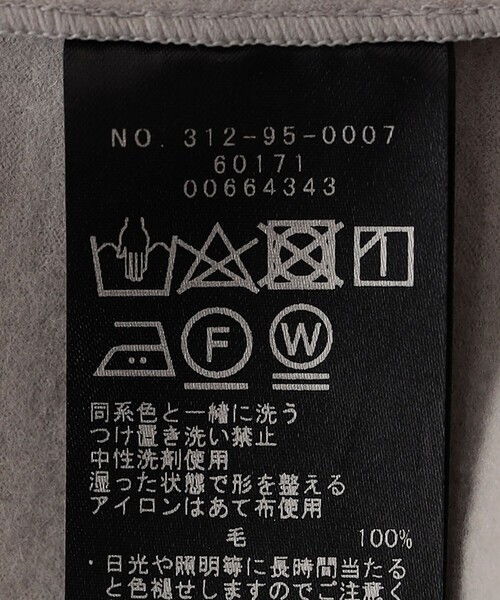 NO. 312-95-0007
60171
00664343
F W
同系色と一緒に洗う
つけ置き洗い禁止
中性洗剤使用
湿った状態で形を整える
アイロンはあて布使用
毛 100%
・日光や照明等に長時間当たる
と色褪せしますのでご注意く